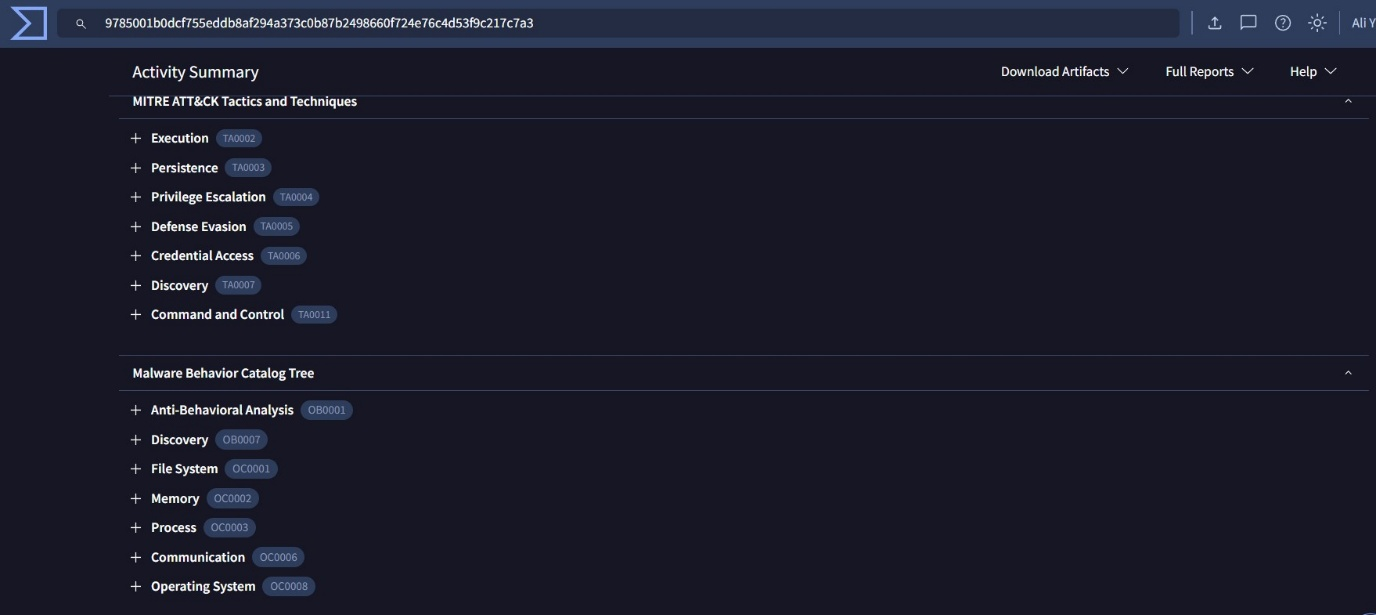 9785001b0dcf755eddb8af294a373c0b87b2498660f724e76c4d53f9c217c7a3
Ali Y
Activity Summary
Download Artifacts
Full Reports
Help
MITRE ATT&CK Tactics and Techniques
Execution TA0002
Persistence TA0003
Privilege Escalation TA0004
Defense Evasion TA0005
Credential Access TA0006
Discovery TA0007
Command and Control TA0011
Malware Behavior Catalog Tree
Anti-Behavioral Analysis OB0001
Discovery OB0007
File System OC0001
Memory OC0002
Process OC0003
Communication OC0006
Operating System OC0008